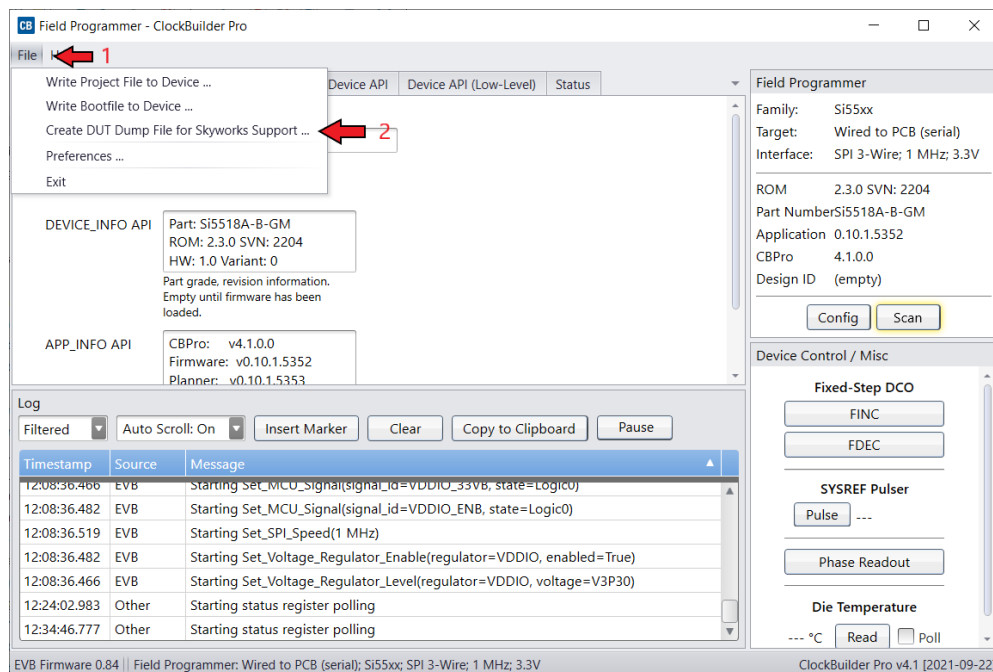 CB Field Programmer - ClockBuilder Pro
File H 1
Write Project File to Device ...
Write Bootfile to Device ...
Create DUT Dump File for Skyworks Support ... 2
Preferences ...
Exit
Device API Device API (Low-Level) Status
DEVICE_INFO API
Part: Si5518A-B-GM
ROM: 2.3.0 SVN: 2204
HW: 1.0 Variant: 0
Part grade, revision information.
Empty until firmware has been
loaded.
APP_INFO API
CBPro: v4.1.0.0
Firmware: v0.10.1.5352
Planner: v0.10.1.5353
Field Programmer
Family: Si55xx
Target: Wired to PCB (serial)
Interface: SPI 3-Wire; 1 MHz; 3.3V
ROM 2.3.0 SVN: 2204
Part Number Si5518A-B-GM
Application 0.10.1.5352
CBPro 4.1.0.0
Design ID (empty)
Config Scan
Log
Filtered Auto Scroll: On Insert Marker Clear Copy to Clipboard Pause
Timestamp Source Message
12:08:36.466 EVB Starting Set_MCU_Signal(signal_id=VDDIO_33VB, state=Logic0)
12:08:36.482 EVB Starting Set_MCU_Signal(signal_id=VDDIO_ENB, state=Logic0)
12:08:36.519 EVB Starting Set_SPI_Speed(1 MHz)
12:08:36.482 EVB Starting Set_Voltage_Regulator_Enable(regulator=VDDIO, enabled=True)
12:08:36.466 EVB Starting Set_Voltage_Regulator_Level(regulator=VDDIO, voltage=V3P30)
12:24:02.983 Other Starting status register polling
12:34:46.777 Other Starting status register polling
Device Control / Misc
Fixed-Step DCO
FINC
FDEC
SYSREF Pulser
Pulse ---
Phase Readout
Die Temperature
--- °C Read Poll
EVB Firmware 0.84 Field Programmer: Wired to PCB (serial); Si55xx; SPI 3-Wire; 1 MHz; 3.3V ClockBuilder Pro v4.1 [2021-09-22